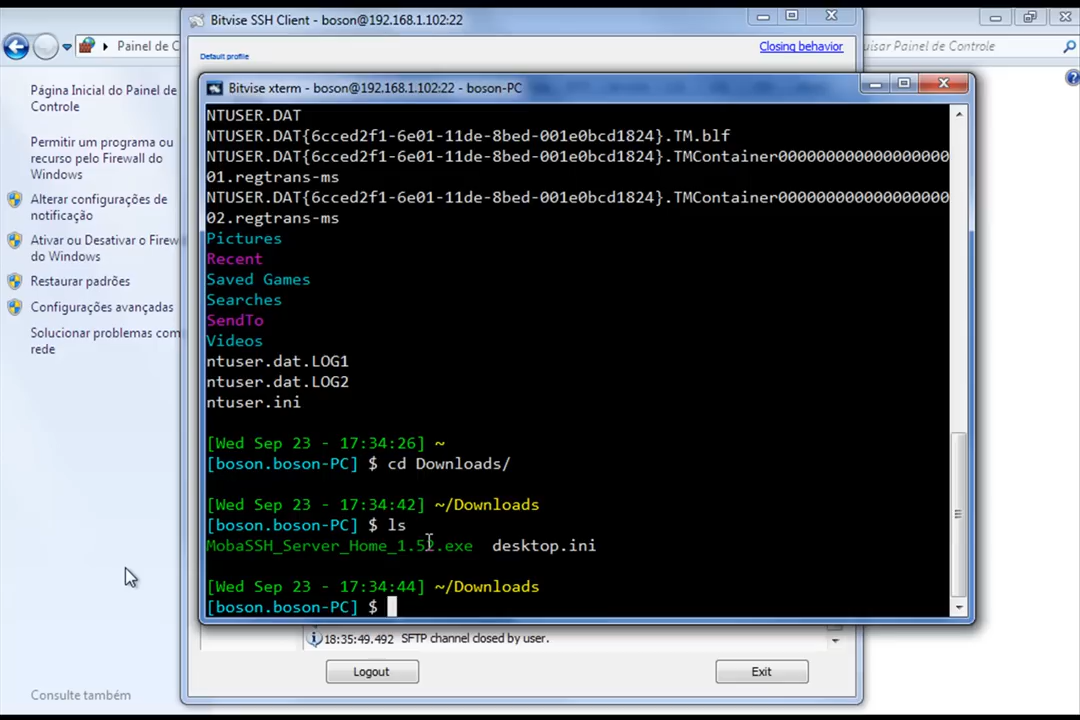 Bitvise SSH Client - boson@192.168.1.102:22
Painel de C
uisar Painel de Controle
Default profile
Closing behavior
Página Inicial do Painel de
Controle
Permitir um programa ou
recurso pelo Firewall do
Windows
Alterar configurações de
notificação
Ativar ou Desativar o Firew
do Windows
Restaurar padrões
Configurações avançadas
Solucionar problemas com
rede
Consulte também
Bitvise xterm - boson@192.168.1.102:22 - boson-PC
NTUSER.DAT
NTUSER.DAT{6cced2f1-6e01-11de-8bed-001e0bcd1824}.TM.blf
NTUSER.DAT{6cced2f1-6e01-11de-8bed-001e0bcd1824}.TMContainer000000000000000000
01.regtrans-ms
NTUSER.DAT{6cced2f1-6e01-11de-8bed-001e0bcd1824}.TMContainer000000000000000000
02.regtrans-ms
Pictures
Recent
Saved Games
Searches
SendTo
Videos
ntuser.dat.LOG1
ntuser.dat.LOG2
ntuser.ini
[Wed Sep 23 - 17:34:26] ~
[boson.boson-PC] $ cd Downloads/
[Wed Sep 23 - 17:34:42] ~/Downloads
[boson.boson-PC] $ ls
MobaSSH_Server_Home_1.52.exe desktop.ini
[Wed Sep 23 - 17:34:44] ~/Downloads
[boson.boson-PC] $
18:35:49.492 SFTP channel closed by user.
Logout
Exit